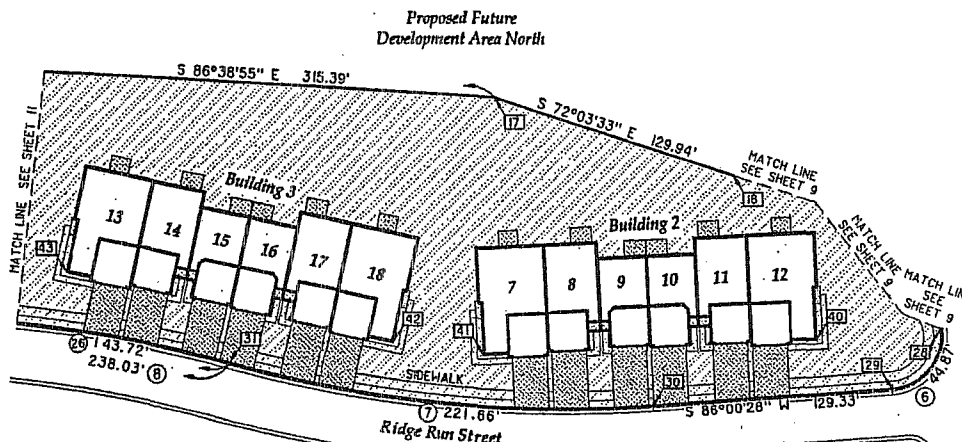 Proposed Future
Development Area North
S 86°38'55" E 315.39'
17
S 72°03'33" E 129.94'
18
MATCH LINE
SEE SHEET 9
MATCH LINE
SEE SHEET 9
MATCH LINE
SEE
SHEET 9
MATCH LINE SEE SHEET 11
Building 3
13
14
15
16
17
18
43
42
Building 2
7
8
9
10
11
12
41
40
26
143.72'
31
238.03' 8
SIDEWALK
30
29
28
44.87'
6
7 221.66'
S 86°00'28" W 129.33'
Ridge Run Street